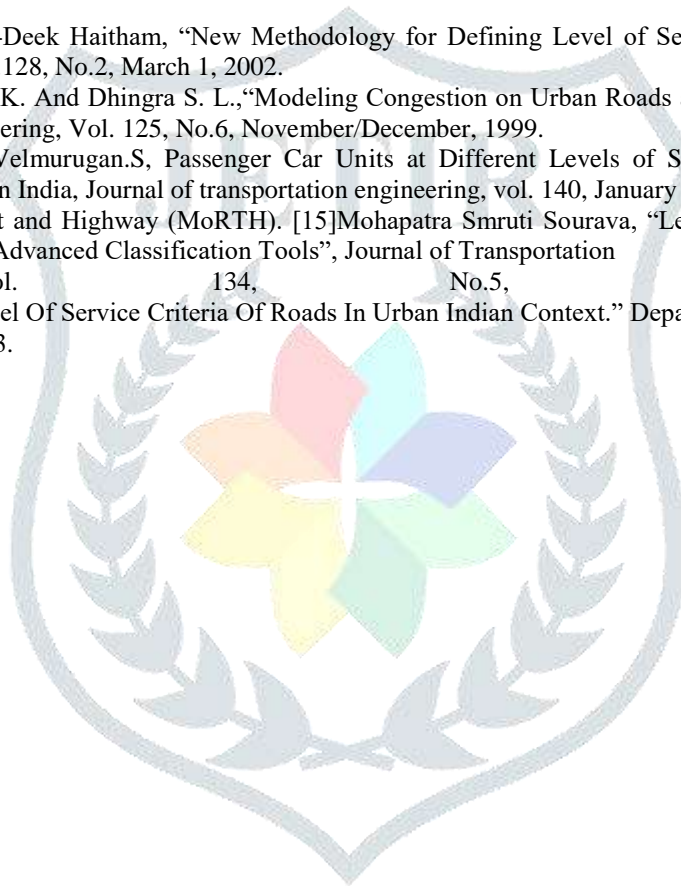 -Deek Haitham, “New Methodology for Defining Level of Se
128, No.2, March 1, 2002.
K. And Dhingra S. L.,“Modeling Congestion on Urban Roads
ering, Vol. 125, No.6, November/December, 1999.
Velmurugan.S, Passenger Car Units at Different Levels of S
n India, Journal of transportation engineering, vol. 140, January
t and Highway (MoRTH). [15]Mohapatra Smruti Sourava, “Le
Advanced Classification Tools”, Journal of Transportation
ol. 134, No.5,
el Of Service Criteria Of Roads In Urban Indian Context.” Depa
3.
JETIR